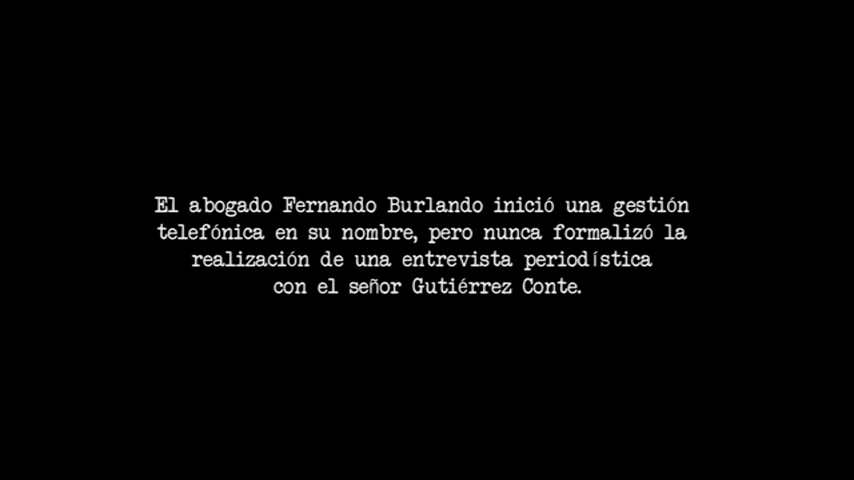 El abogado Fernando Burlando inició una gestión
telefónica en su nombre, pero nunca formalizó la
realización de una entrevista periodística
con el señor Gutiérrez Conte.